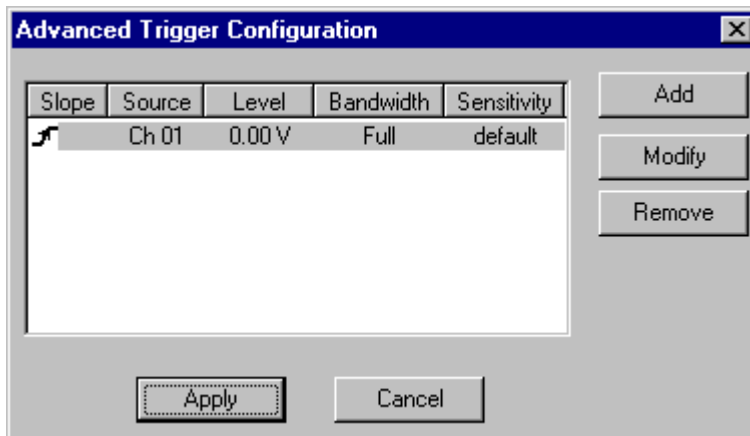 Advanced Trigger Configuration
Slope Source Level Bandwidth Sensitivity
Ch 01 0.00 V Full default
Add
Modify
Remove
Apply
Cancel